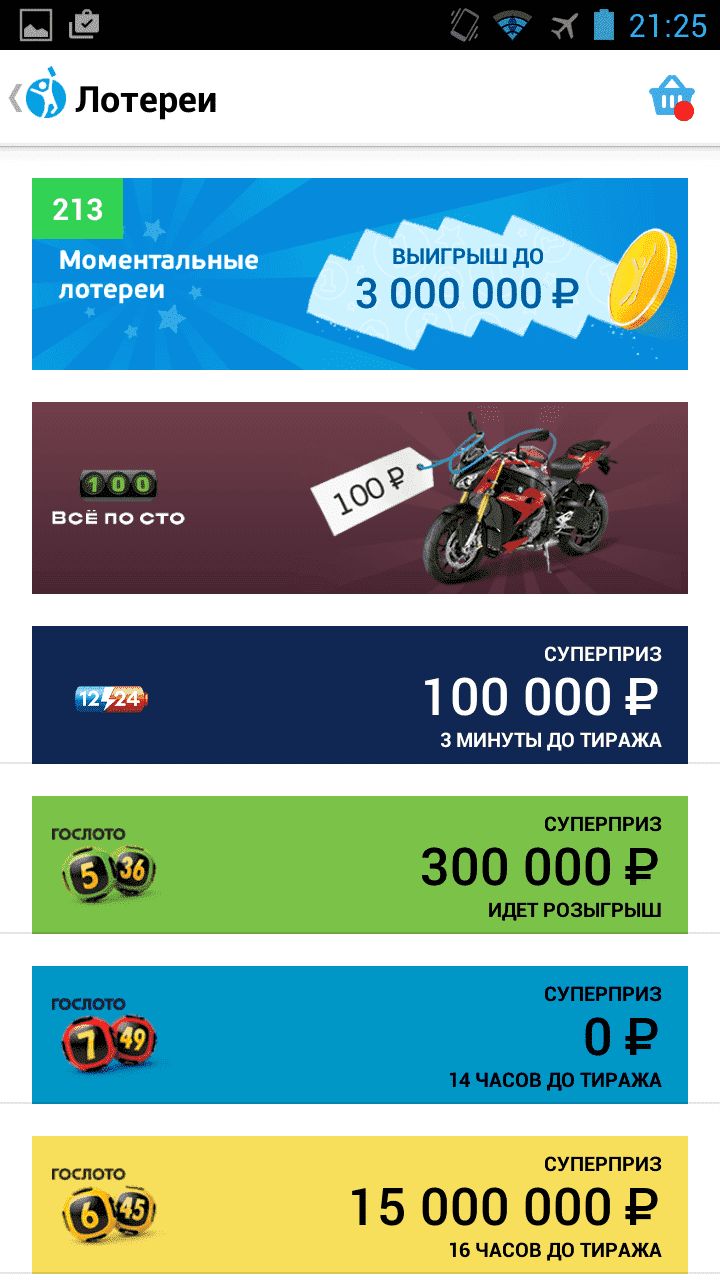 21:25
Лотереи
213
Моментальные
лотереи
ВЫИГРЫШ ДО
3 000 000 ₽
100
ВСЁ ПО СТО
100 ₽
12/24
СУПЕРПРИЗ
100 000 ₽
3 МИНУТЫ ДО ТИРАЖА
ГОСЛОТО
5 36
СУПЕРПРИЗ
300 000 ₽
ИДЕТ РОЗЫГРЫШ
ГОСЛОТО
7 49
СУПЕРПРИЗ
0 ₽
14 ЧАСОВ ДО ТИРАЖА
ГОСЛОТО
6 45
СУПЕРПРИЗ
15 000 000 ₽
16 ЧАСОВ ДО ТИРАЖА